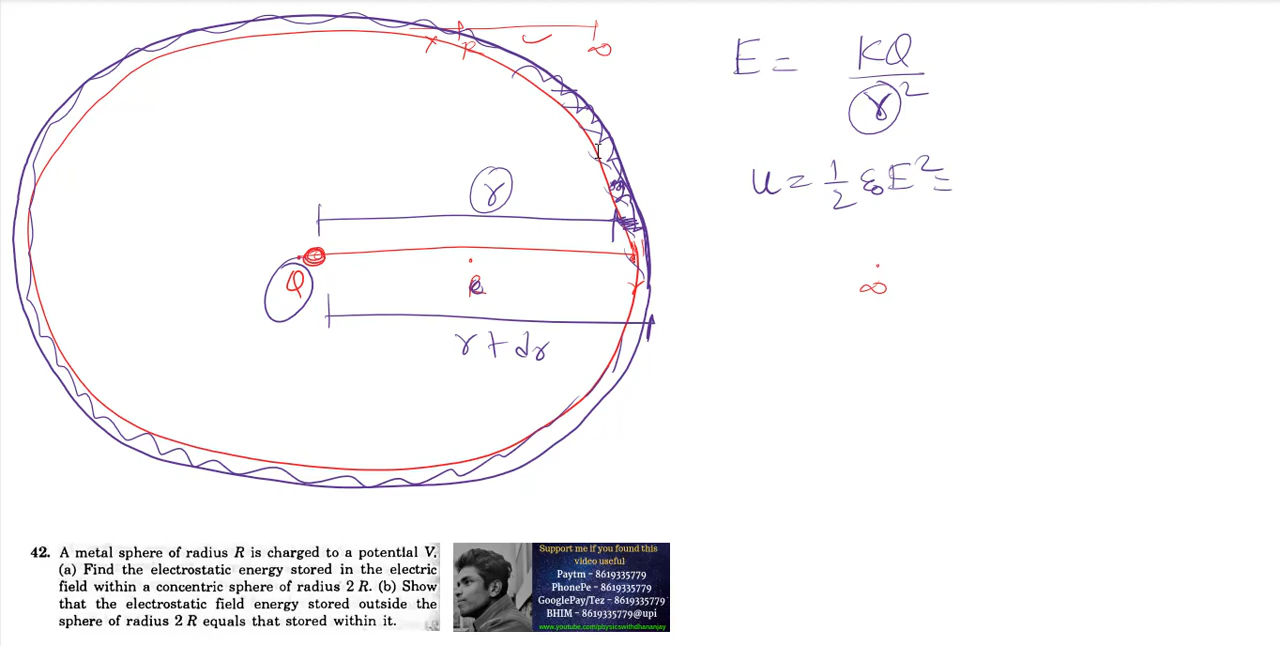 x P ∞
E = KQ / r²
u = 1/2 ε₀E² =
r
Q
R
r + dr
∞
42. A metal sphere of radius R is charged to a potential V.
(a) Find the electrostatic energy stored in the electric
field within a concentric sphere of radius 2 R. (b) Show
that the electrostatic field energy stored outside the
sphere of radius 2 R equals that stored within it.
Support me if you found this
video useful
Paytm - 8619335779
PhonePe - 8619335779
GooglePay/Tez - 8619335779
BHIM - 8619335779@upi
www.youtube.com/physicswithdhananjay